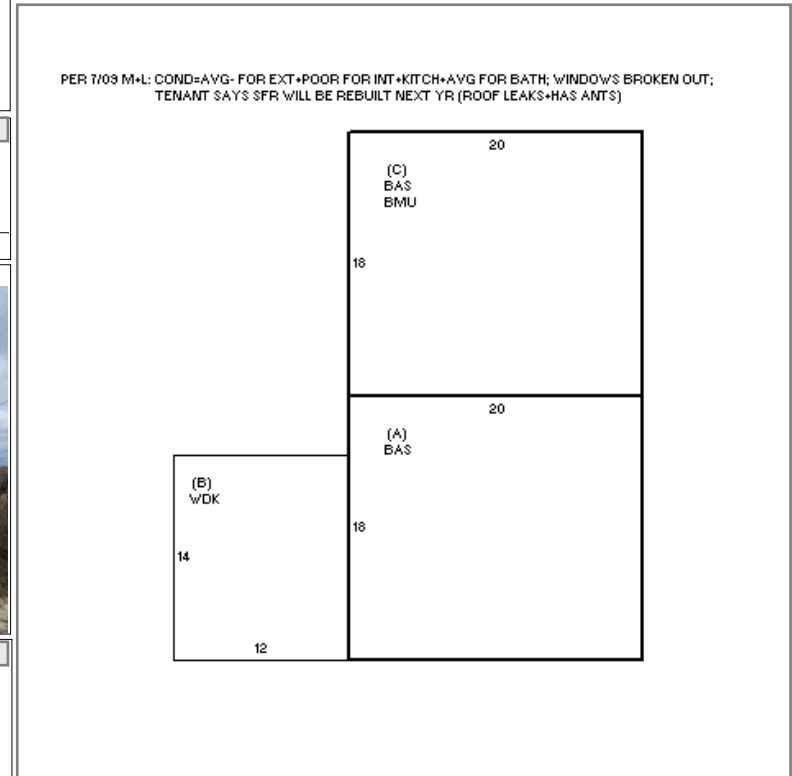 PER 7/09 M+L: COND=AVG- FOR EXT+POOR FOR INT+KITCH+AVG FOR BATH; WINDOWS BROKEN OUT;
TENANT SAYS SFR WILL BE REBUILT NEXT YR (ROOF LEAKS+HAS ANTS)
20
(C)
BAS
BMU
18
20
(A)
BAS
(B)
WDK
18
14
12